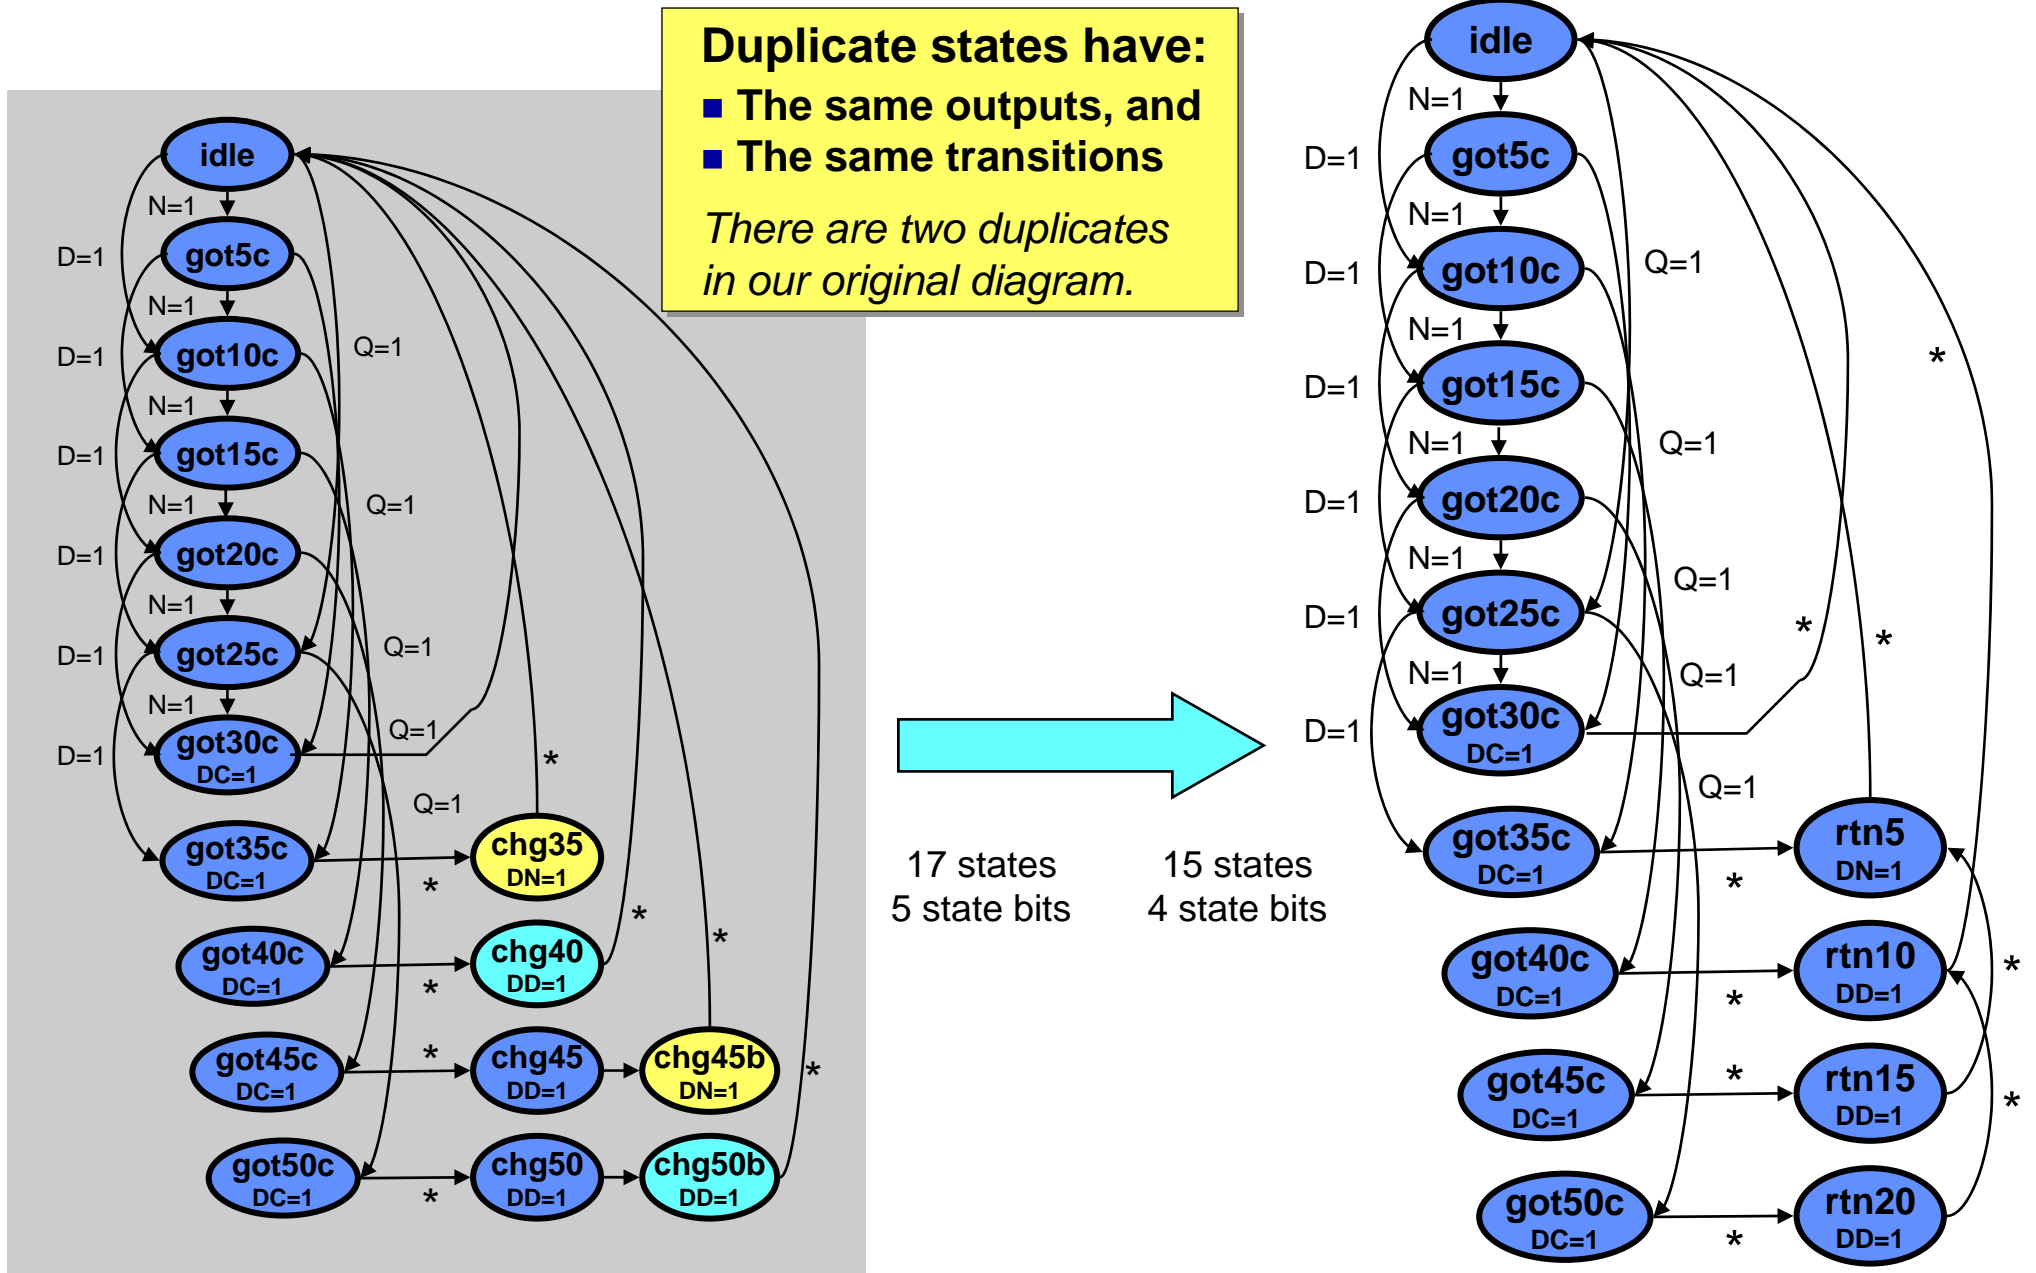 Duplicate states have:
The same outputs, and
The same transitions
There are two duplicates
in our original diagram.
idle
N=1
D=1
got5c
N=1
D=1
got10c
Q=1
N=1
D=1
got15c
Q=1
N=1
D=1
got20c
N=1
D=1
got25c
Q=1
N=1
D=1
got30c
DC=1
Q=1
*
Q=1
got35c
DC=1
*
chg35
DN=1
got40c
DC=1
*
chg40
DD=1
*
*
got45c
DC=1
*
chg45
DD=1
chg45b
DN=1
*
got50c
DC=1
*
chg50
DD=1
chg50b
DD=1
17 states
5 state bits
15 states
4 state bits
idle
N=1
D=1
got5c
N=1
D=1
got10c
Q=1
N=1
D=1
got15c
*
N=1
Q=1
D=1
got20c
N=1
Q=1
D=1
got25c
*
*
N=1
Q=1
D=1
got30c
DC=1
Q=1
got35c
DC=1
*
rtn5
DN=1
got40c
DC=1
*
rtn10
DD=1
*
got45c
DC=1
*
rtn15
DD=1
*
got50c
DC=1
*
rtn20
DD=1